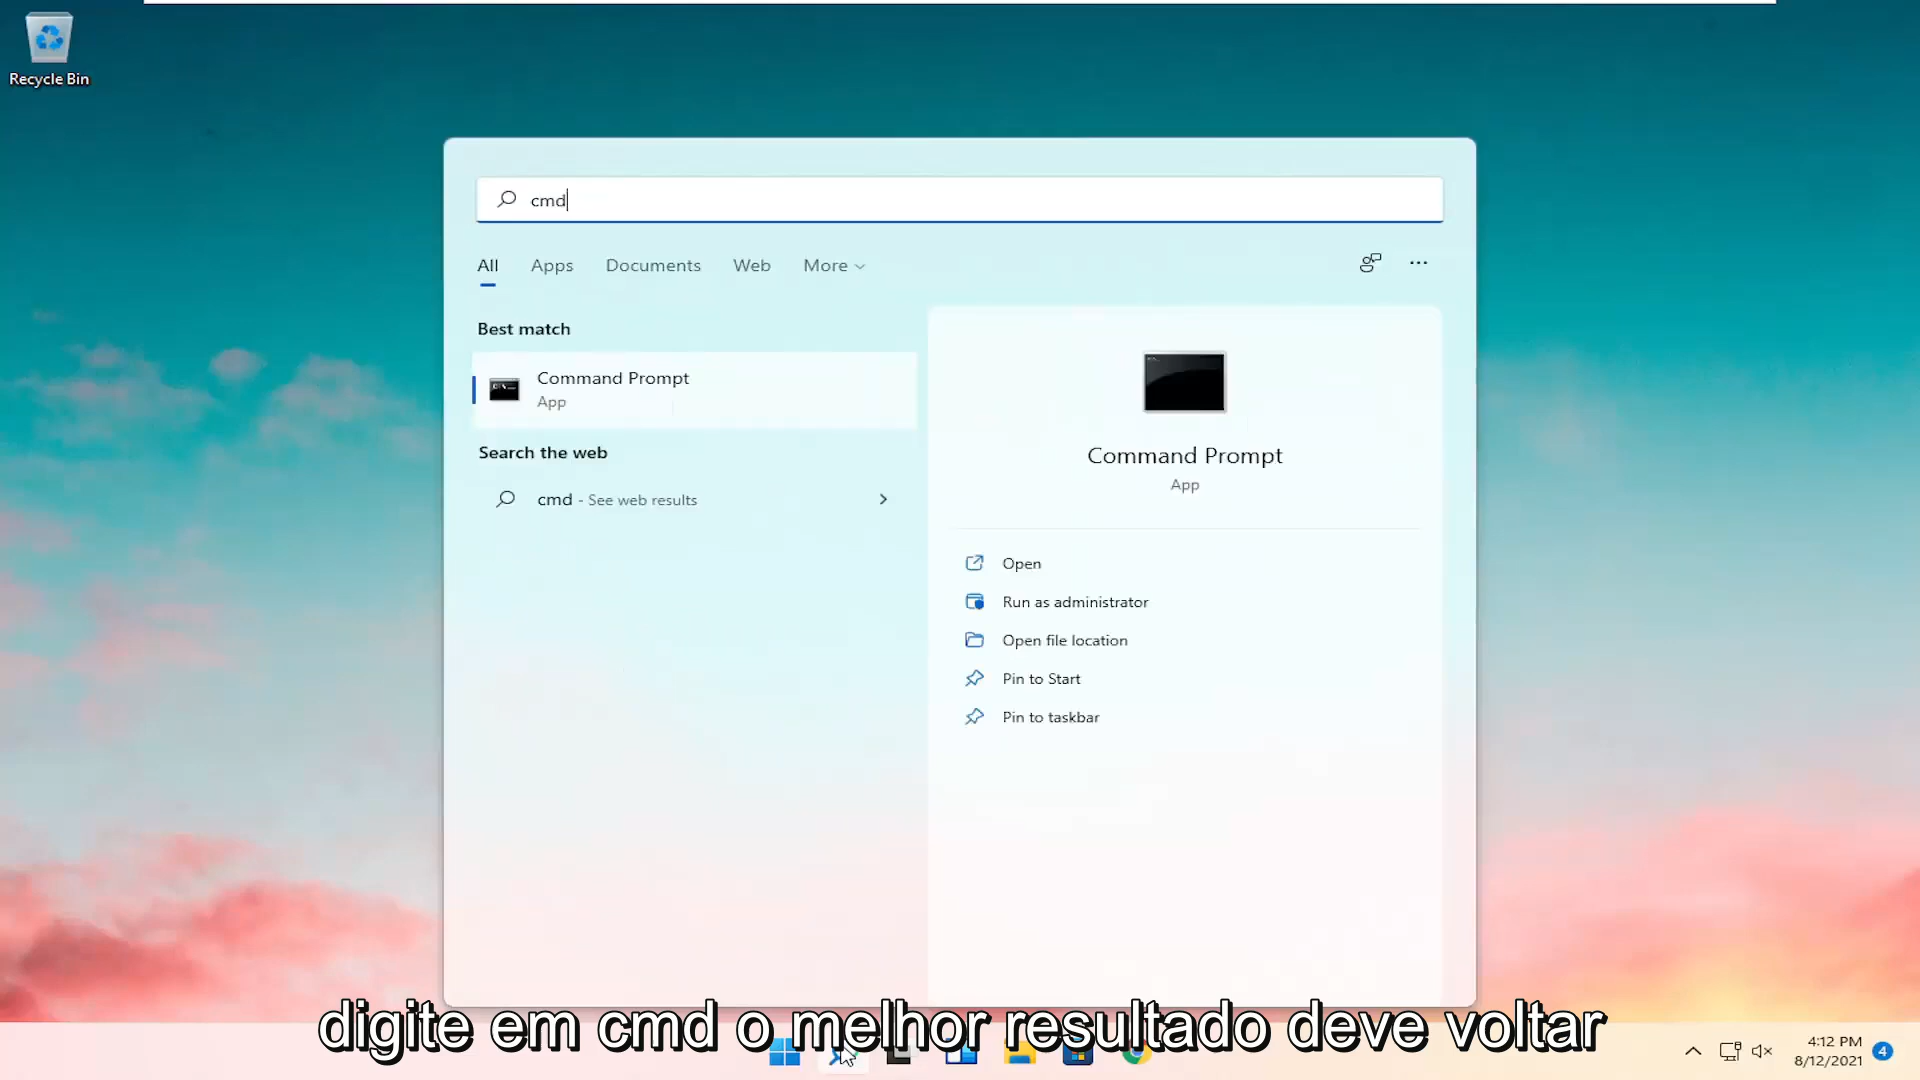 Recycle Bin
cmd
All Apps Documents Web More
Best match
Command Prompt
App
Search the web
cmd - See web results
Command Prompt
App
Open
Run as administrator
Open file location
Pin to Start
Pin to taskbar
digite em cmd o melhor resultado deve voltar
4:12 PM
8/12/2021
4